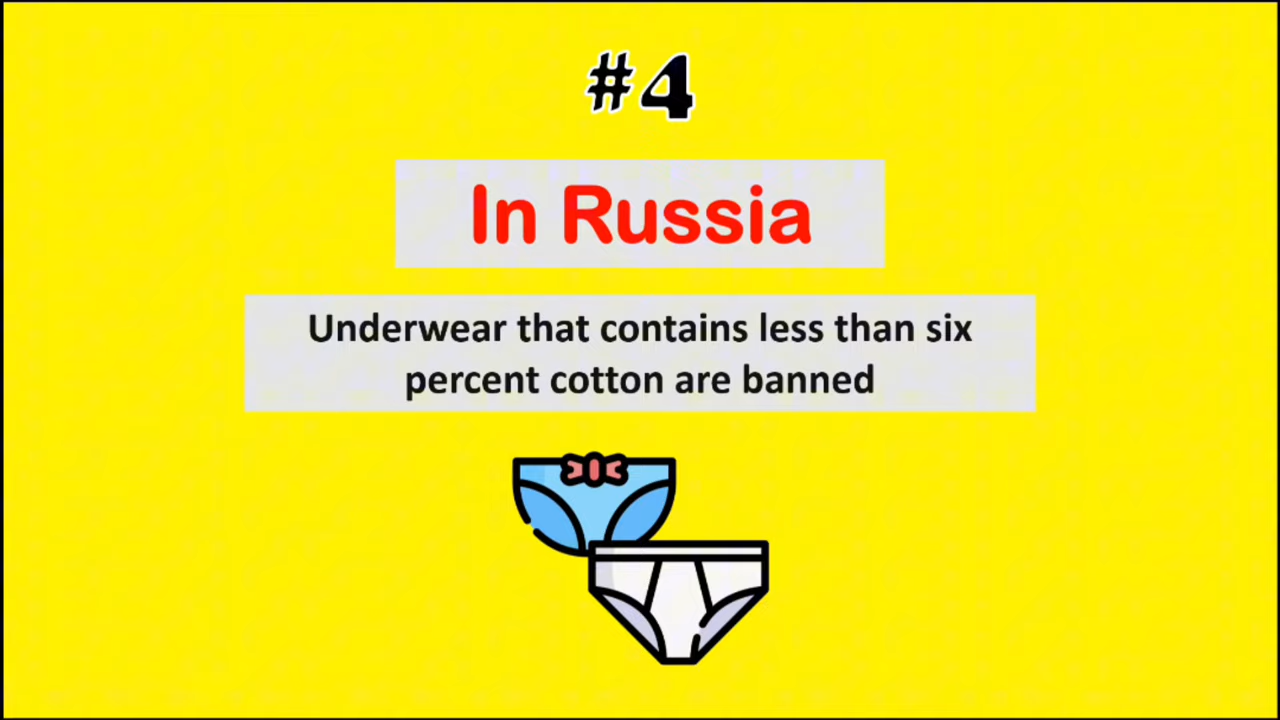 #4
In Russia
Underwear that contains less than six
percent cotton are banned